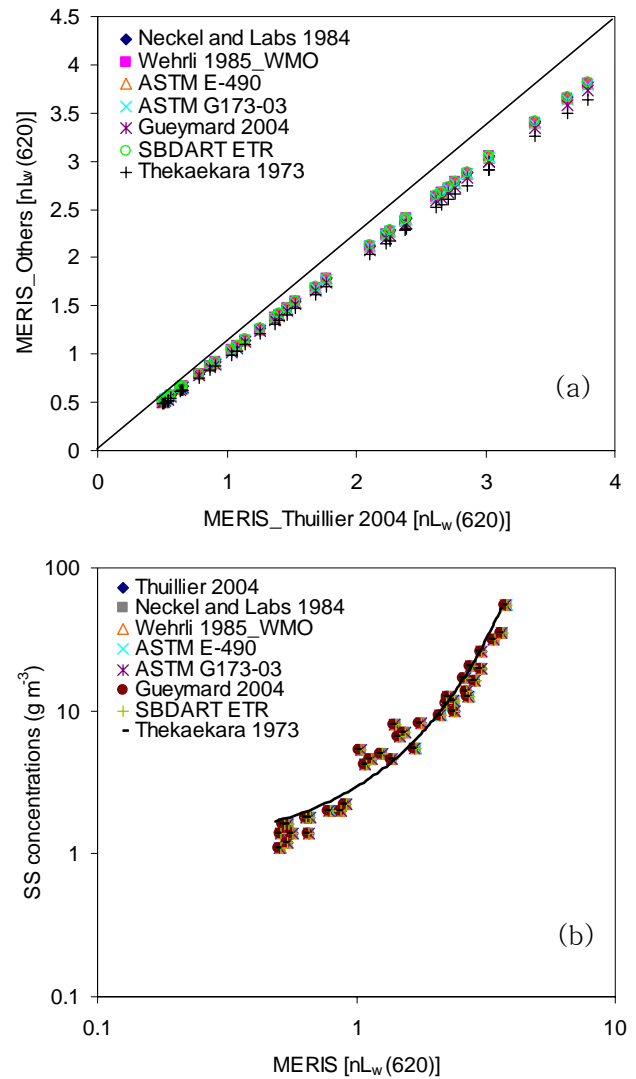 4.5
4
3.5
3
2.5
2
1.5
1
0.5
0
MERIS_Others [nLw(620)]
Neckel and Labs 1984
Wehrli 1985_WMO
ASTM E-490
ASTM G173-03
Gueymard 2004
SBDART ETR
Thekaekara 1973
(a)
0 1 2 3 4
MERIS_Thuillier 2004 [nLw(620)]
100
10
1
0.1
SS concentrations (g m-3)
Thuillier 2004
Neckel and Labs 1984
Wehrli 1985_WMO
ASTM E-490
ASTM G173-03
Gueymard 2004
SBDART ETR
Thekaekara 1973
(b)
0.1 1 10
MERIS [nLw(620)]